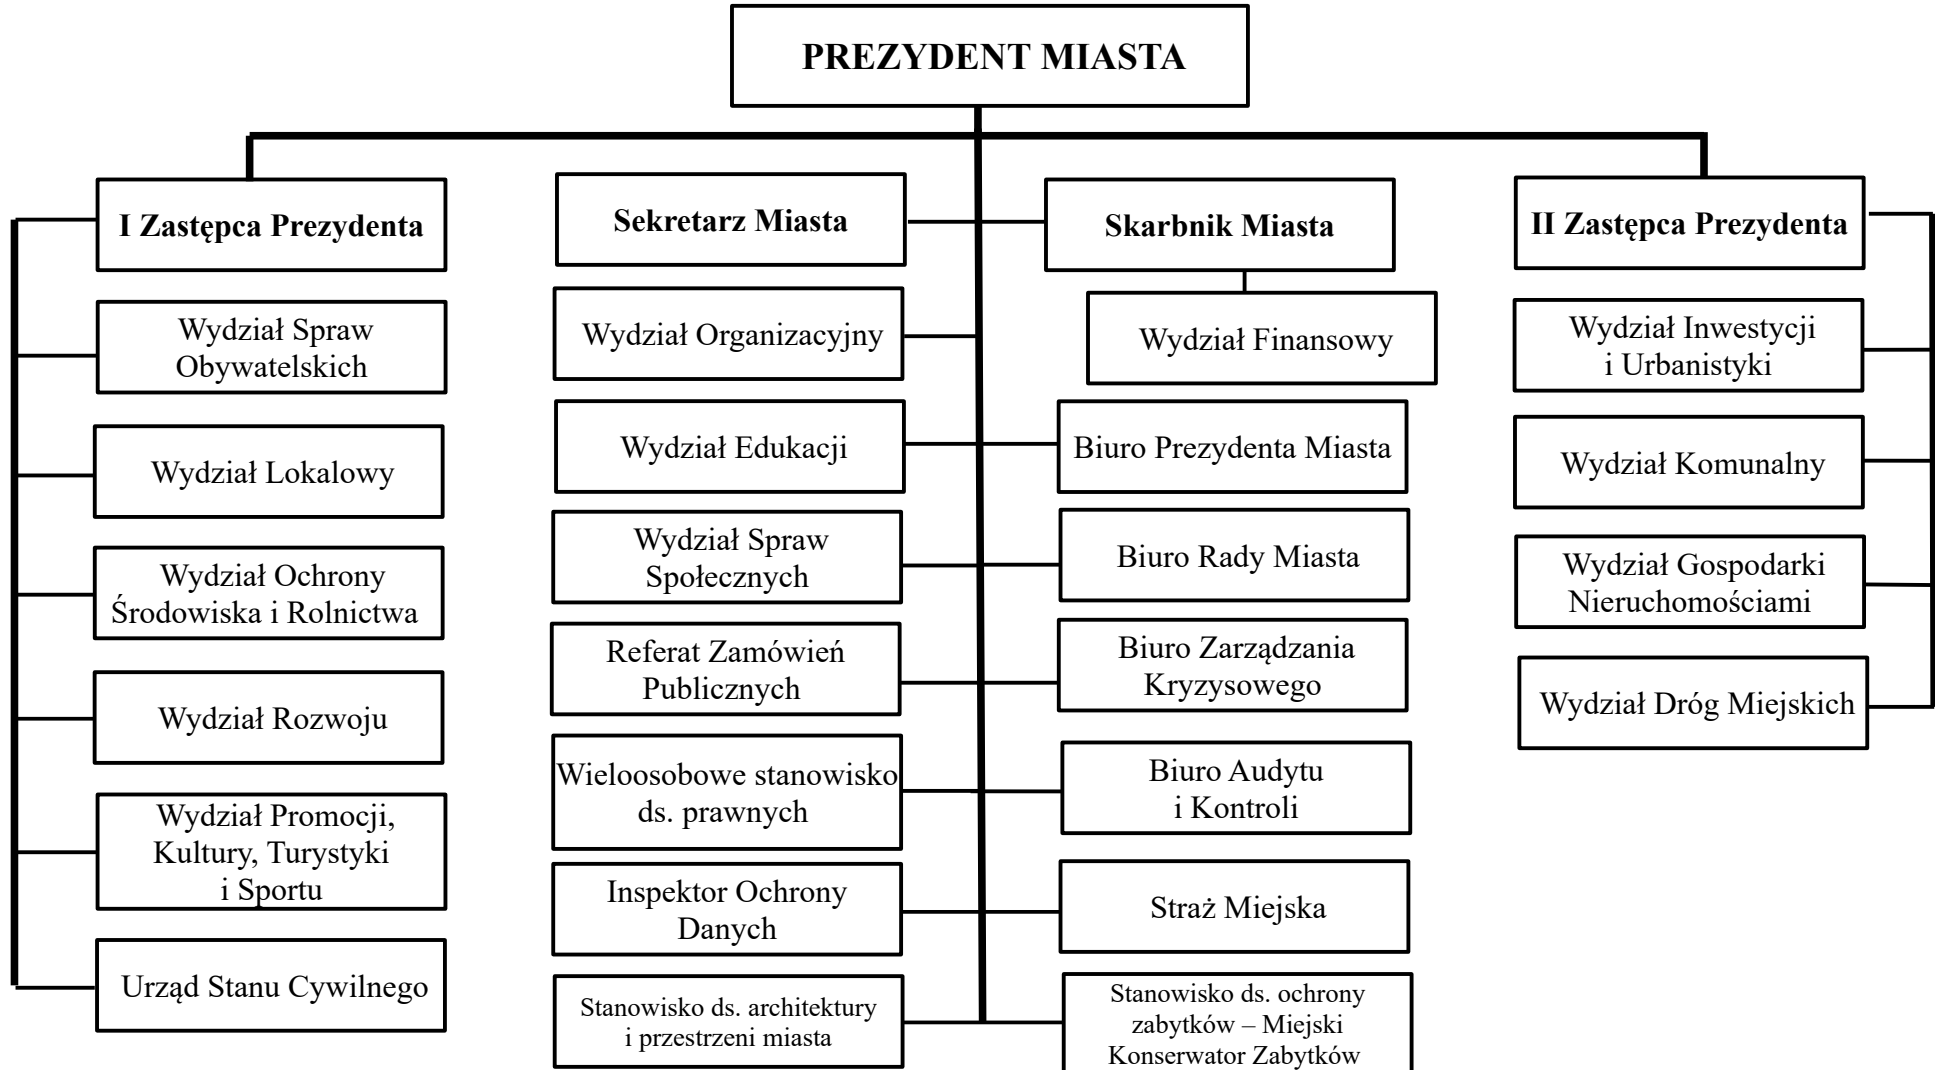 PREZYDENT MIASTA
I Zastępca Prezydenta
Sekretarz Miasta
Skarbnik Miasta
II Zastępca Prezydenta
Wydział Spraw
Obywatelskich
Wydział Lokalowy
Wydział Ochrony
Środowiska i Rolnictwa
Wydział Rozwoju
Wydział Promocji,
Kultury, Turystyki
i Sportu
Urząd Stanu Cywilnego
Wydział Organizacyjny
Wydział Edukacji
Wydział Spraw
Społecznych
Referat Zamówień
Publicznych
Wieloosobowe stanowisko
ds. prawnych
Inspektor Ochrony
Danych
Stanowisko ds. architektury
i przestrzeni miasta
Wydział Finansowy
Biuro Prezydenta Miasta
Biuro Rady Miasta
Biuro Zarządzania
Kryzysowego
Biuro Audytu
i Kontroli
Straż Miejska
Stanowisko ds. ochrony
zabytków – Miejski
Konserwator Zabytków
Wydział Inwestycji
i Urbanistyki
Wydział Komunalny
Wydział Gospodarki
Nieruchomościami
Wydział Dróg Miejskich